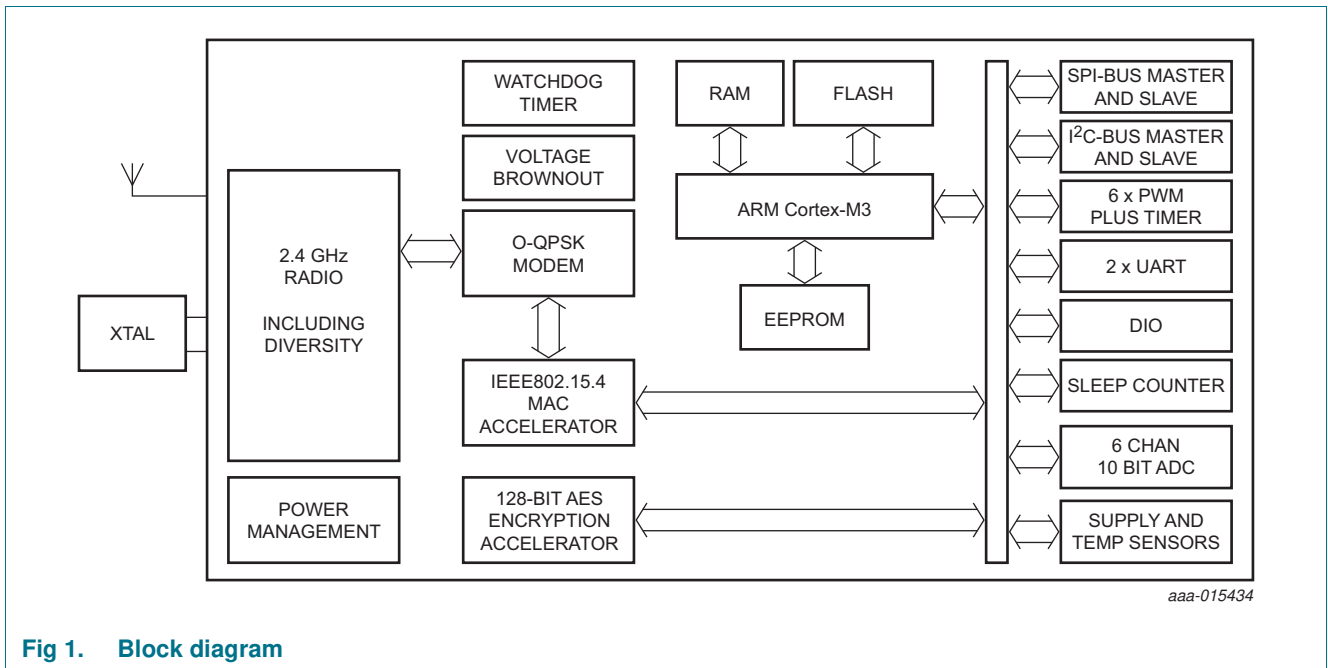 WATCHDOG
TIMER
RAM
FLASH
SPI-BUS MASTER
AND SLAVE
VOLTAGE
BROWNOUT
I²C-BUS MASTER
AND SLAVE
ARM Cortex-M3
6 x PWM
PLUS TIMER
2.4 GHz
RADIO
INCLUDING
DIVERSITY
O-QPSK
MODEM
2 x UART
XTAL
EEPROM
DIO
IEEE802.15.4
MAC
ACCELERATOR
SLEEP COUNTER
6 CHAN
10 BIT ADC
POWER
MANAGEMENT
128-BIT AES
ENCRYPTION
ACCELERATOR
SUPPLY AND
TEMP SENSORS
aaa-015434
Fig 1. Block diagram